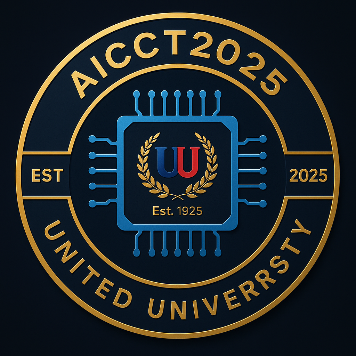 AICCT2025
EST 2025
UU
Est. 1925
UNITED UNIVERRSTY